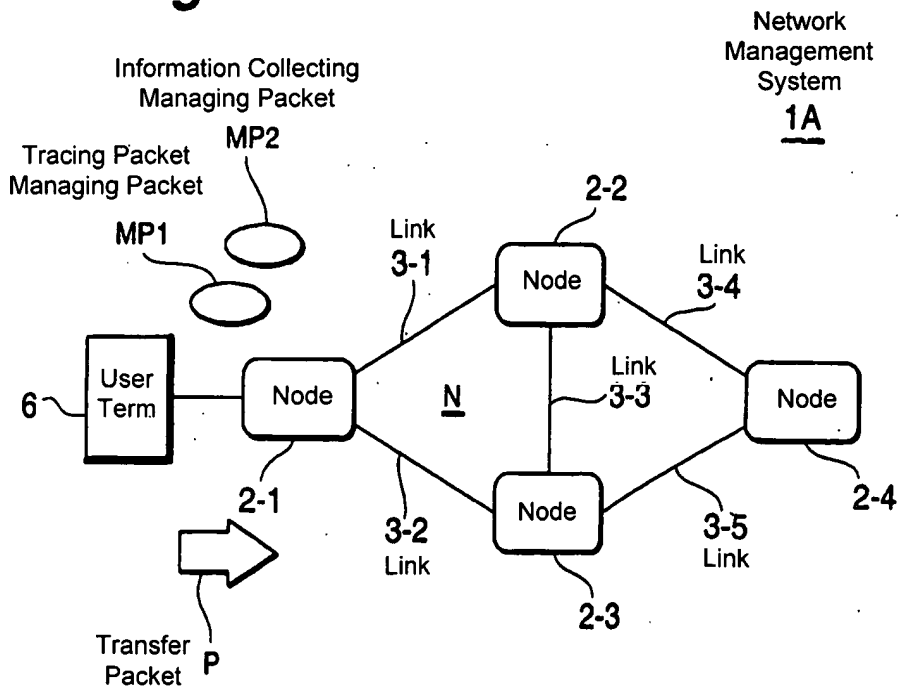 Network
Management
System
1A
Information Collecting
Managing Packet
MP2
Tracing Packet
Managing Packet
MP1
2-2
Link
3-1
Link
3-4
Node
Link
3-3
User
Term
6
Node
N
Node
2-1
2-4
Node
3-2
Link
3-5
Link
2-3
Transfer
Packet
P